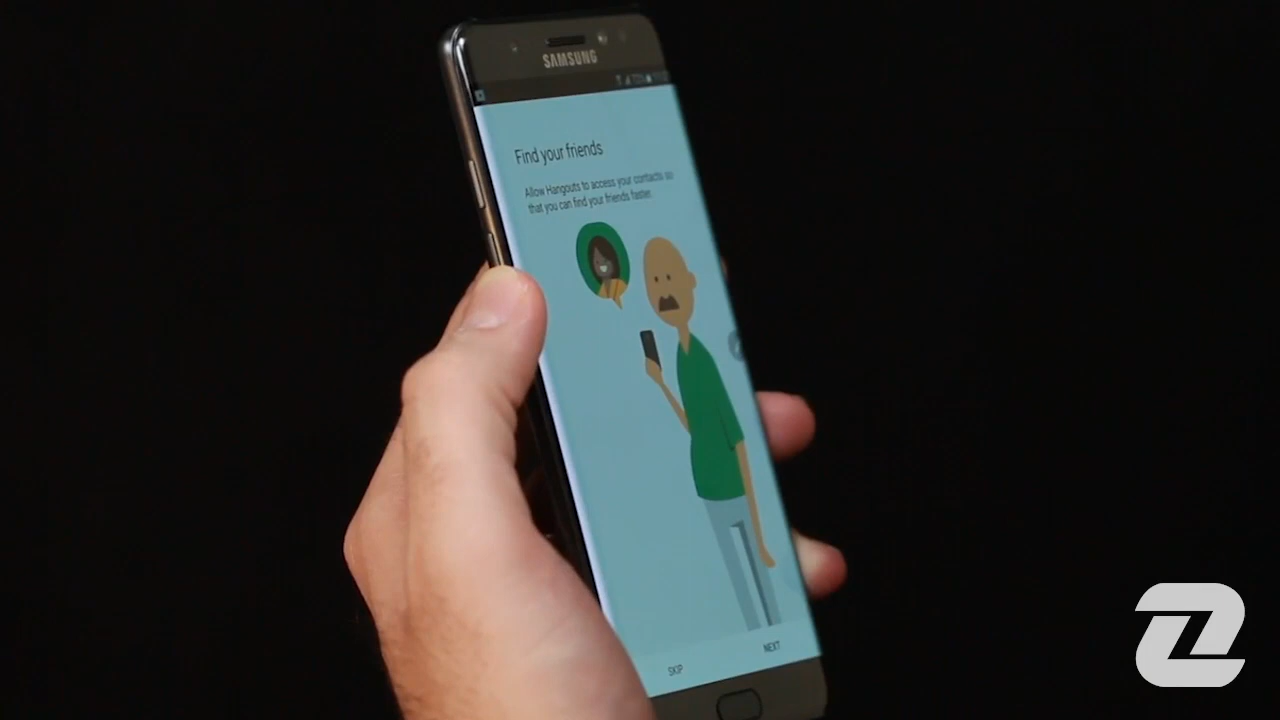 SAMSUNG
Find your friends
Allow Hangouts to access your contacts so
that you can find your friends faster.
SKIP
NEXT